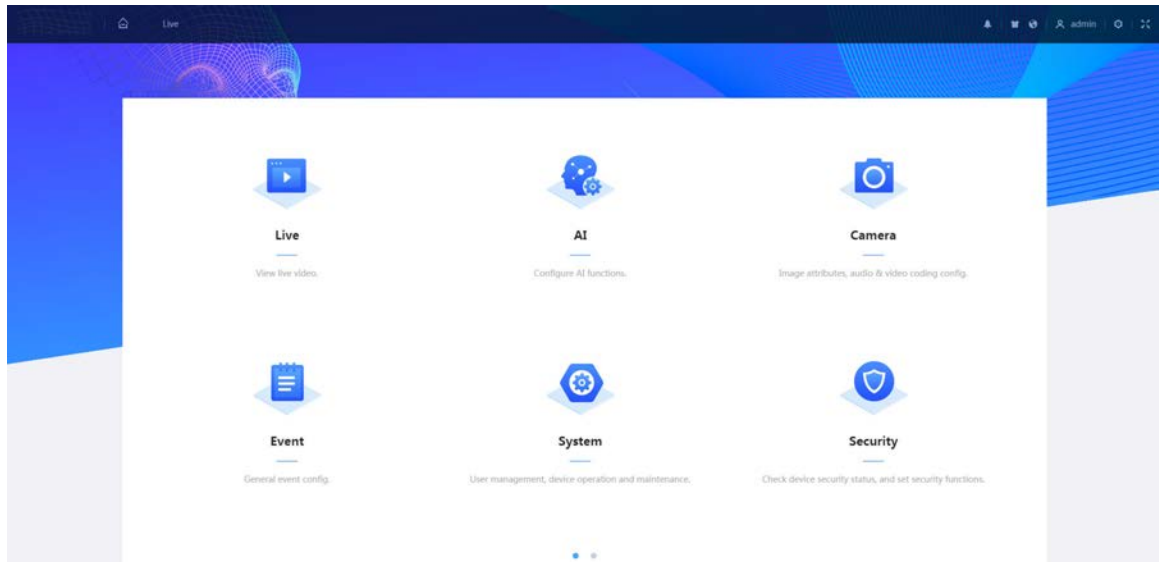 Live
admin
Live
AI
Camera
View live video.
Configure AI functions.
Image attributes, audio & video coding config.
Event
System
Security
General event config.
User management, device operation and maintenance.
Check device security status, and set security functions.